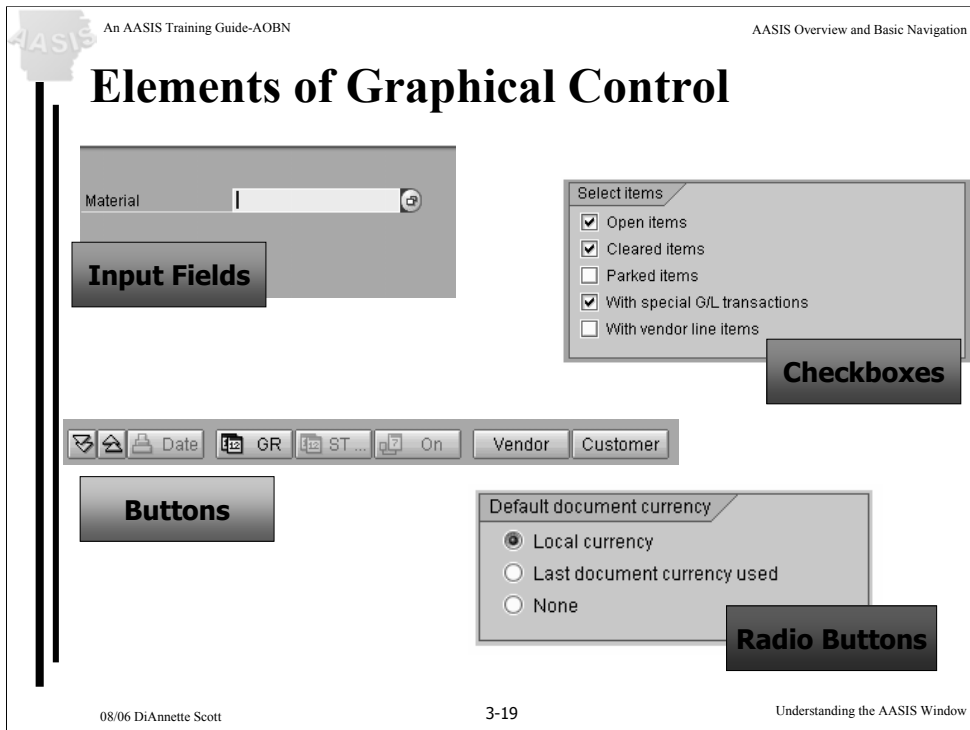 AASIS
An AASIS Training Guide-AOBN
AASIS Overview and Basic Navigation
Elements of Graphical Control
Material
Input Fields
Select items
Open items
Cleared items
Parked items
With special G/L transactions
With vendor line items
Checkboxes
Date GR ST... On Vendor Customer
Buttons
Default document currency
Local currency
Last document currency used
None
Radio Buttons
08/06 DiAnnette Scott
3-19
Understanding the AASIS Window